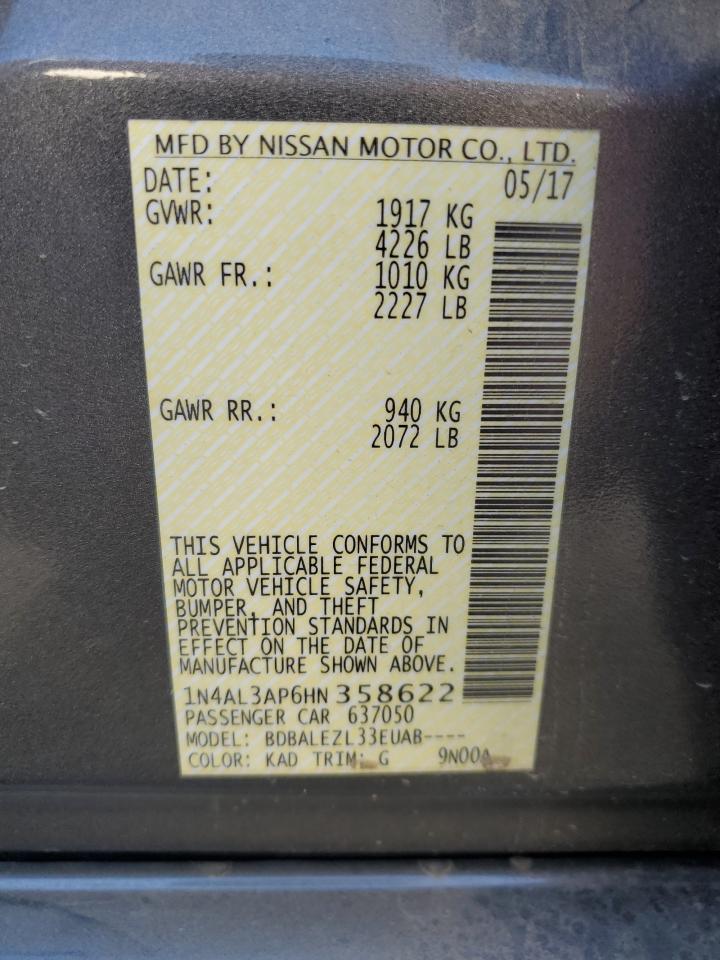 MFD BY NISSAN MOTOR CO., LTD.
DATE: 05/17
GVWR: 1917 KG
4226 LB
GAWR FR.: 1010 KG
2227 LB
GAWR RR.: 940 KG
2072 LB
THIS VEHICLE CONFORMS TO
ALL APPLICABLE FEDERAL
MOTOR VEHICLE SAFETY,
BUMPER, AND THEFT
PREVENTION STANDARDS IN
EFFECT ON THE DATE OF
MANUFACTURE SHOWN ABOVE.
1N4AL3AP6HN358622
PASSENGER CAR 637050
MODEL: BDBALEZL33EUAB----
COLOR: KAD TRIM: G 9N00A